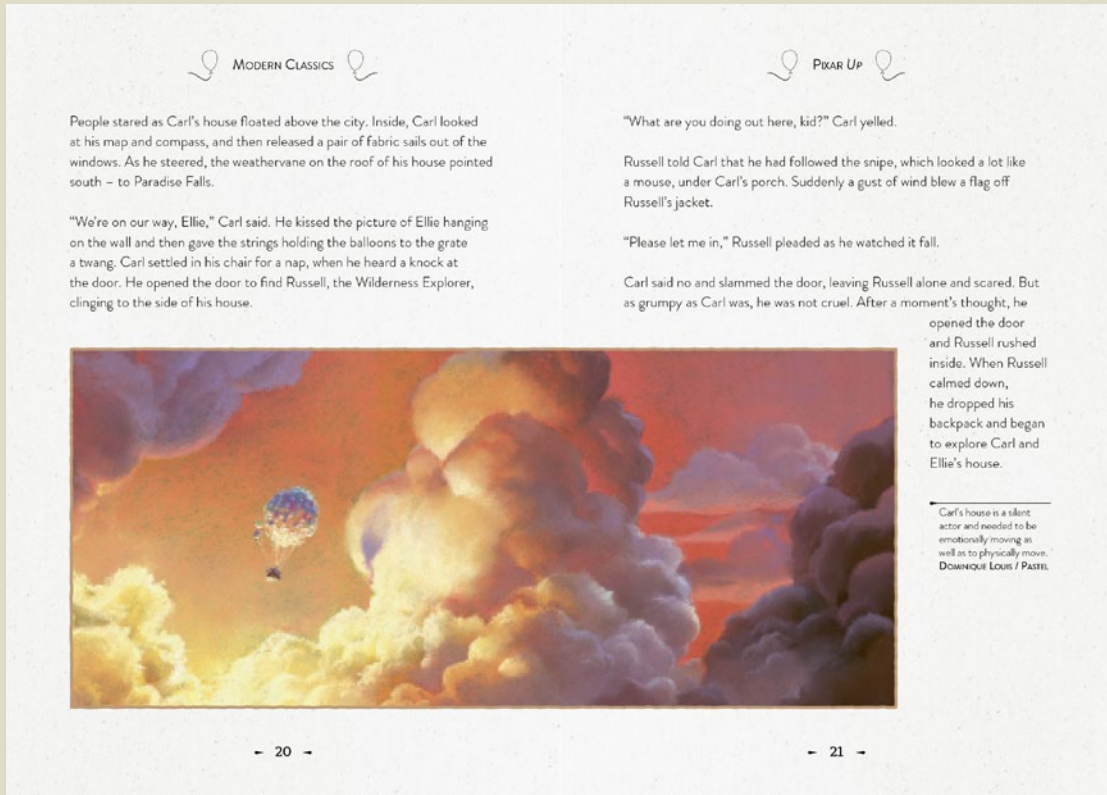 MODERN CLASSICS
People stared as Carl's house floated above the city. Inside, Carl looked
at his map and compass, and then released a pair of fabric sails out of the
windows. As he steered, the weathervane on the roof of his house pointed
south – to Paradise Falls.
“We're on our way, Ellie,” Carl said. He kissed the picture of Ellie hanging
on the wall and then gave the strings holding the balloons to the grate
a twang. Carl settled in his chair for a nap, when he heard a knock at
the door. He opened the door to find Russell, the Wilderness Explorer,
clinging to the side of his house.
20
PIXAR UP
“What are you doing out here, kid?” Carl yelled.
Russell told Carl that he had followed the snipe, which looked a lot like
a mouse, under Carl's porch. Suddenly a gust of wind blew a flag off
Russell's jacket.
“Please let me in,” Russell pleaded as he watched it fall.
Carl said no and slammed the door, leaving Russell alone and scared. But
as grumpy as Carl was, he was not cruel. After a moment's thought, he
opened the door
and Russell rushed
inside. When Russell
calmed down,
he dropped his
backpack and began
to explore Carl and
Ellie's house.
Carl's house is a silent
actor and needed to be
emotionally moving as
well as to physically move.
DOMINIQUE LOUIS / PASTEL
21